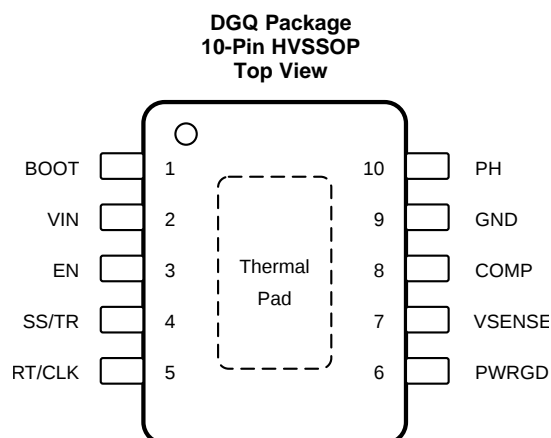 DGQ Package
10-Pin HVSSOP
Top View
BOOT 1 10 PH
VIN 2 9 GND
EN 3 8 COMP
Thermal
Pad
SS/TR 4 7 VSENSE
RT/CLK 5 6 PWRGD